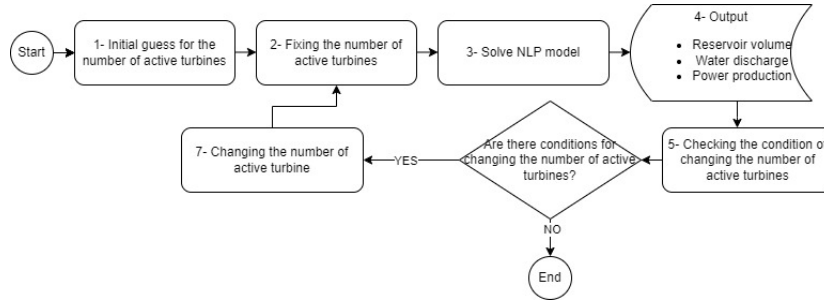 Start
1- Initial guess for the
number of active turbines
2- Fixing the number of
active turbines
3- Solve NLP model
4- Output
Reservoir volume
Water discharge
Power production
5- Checking the condition of
changing the number of
active turbines
Are there conditions for
changing the number of active
turbines?
YES
7- Changing the number of
active turbine
NO
End